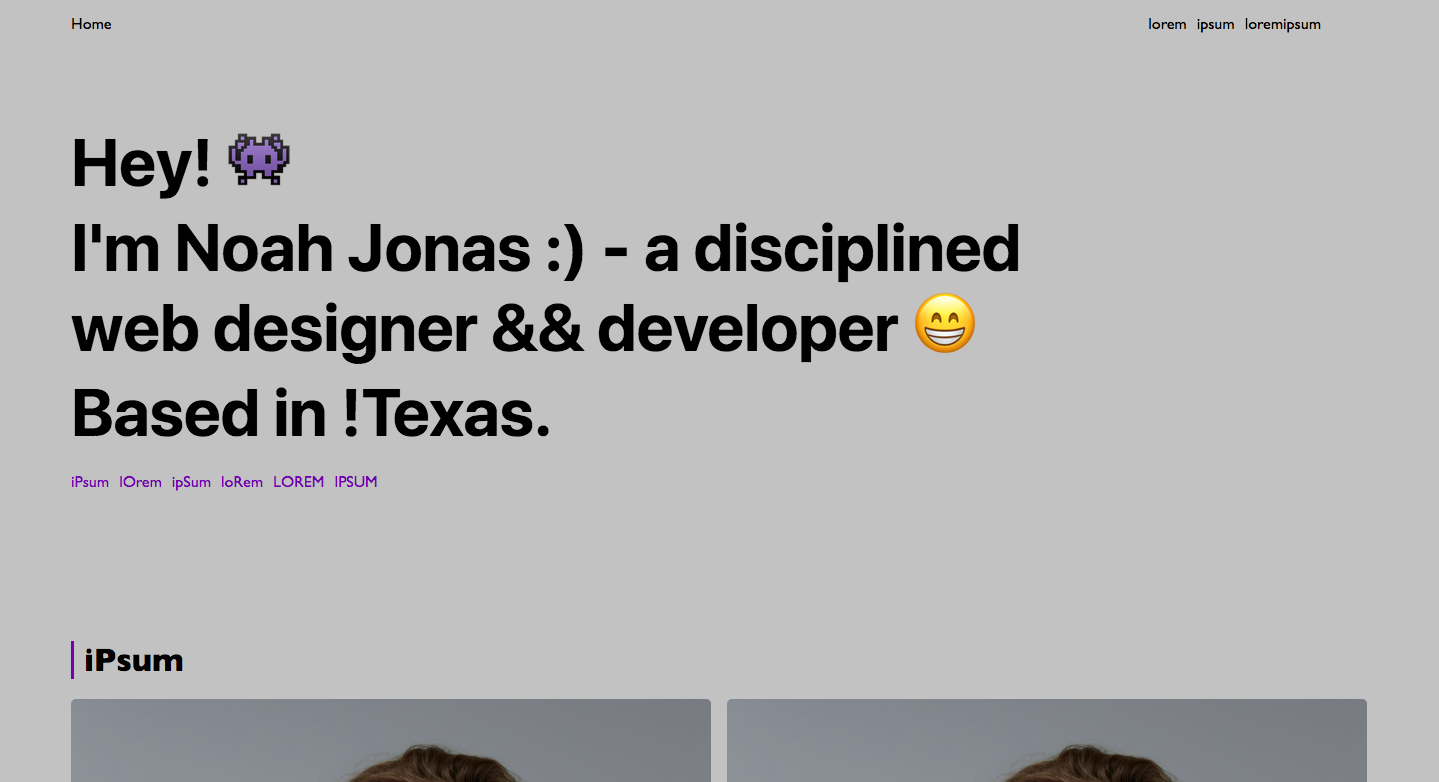 Home
lorem ipsum loremipsum
Hey! 👾
I'm Noah Jonas :) - a disciplined
web designer && developer 😁
Based in !Texas.
iPsum lOrem ipSum loRem LOREM IPSUM
iPsum